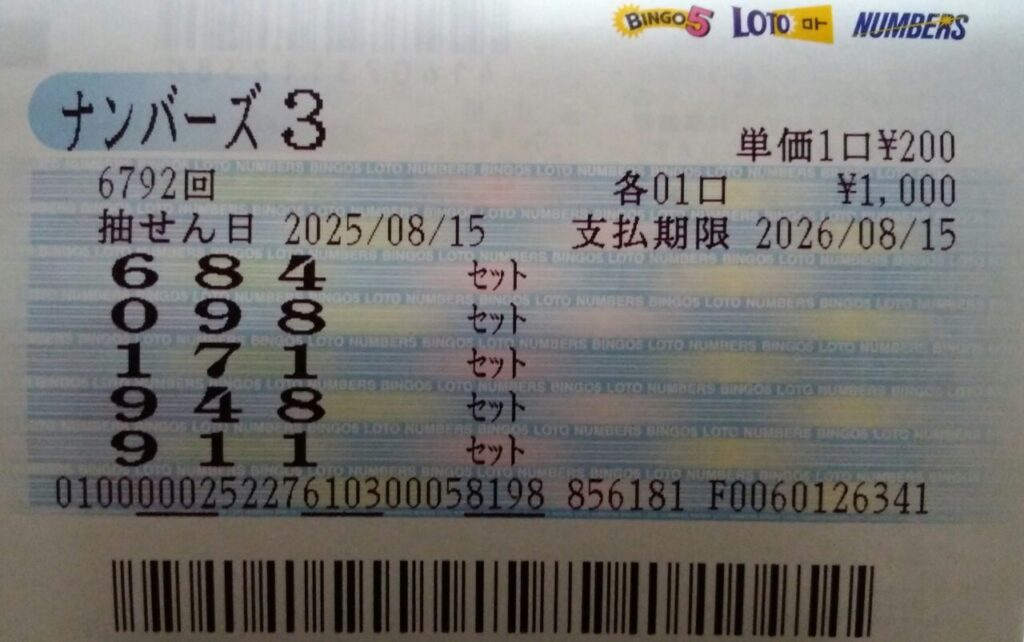 BINGO5 LOTO ロト NUMBERS
ナンバーズ 3
単価1口¥200
6792回 各01口 ¥1,000
抽せん日 2025/08/15 支払期限 2026/08/15
6 8 4 セット
0 9 8 セット
1 7 1 セット
9 4 8 セット
9 1 1 セット
010000025227610300058198 856181 F0060126341